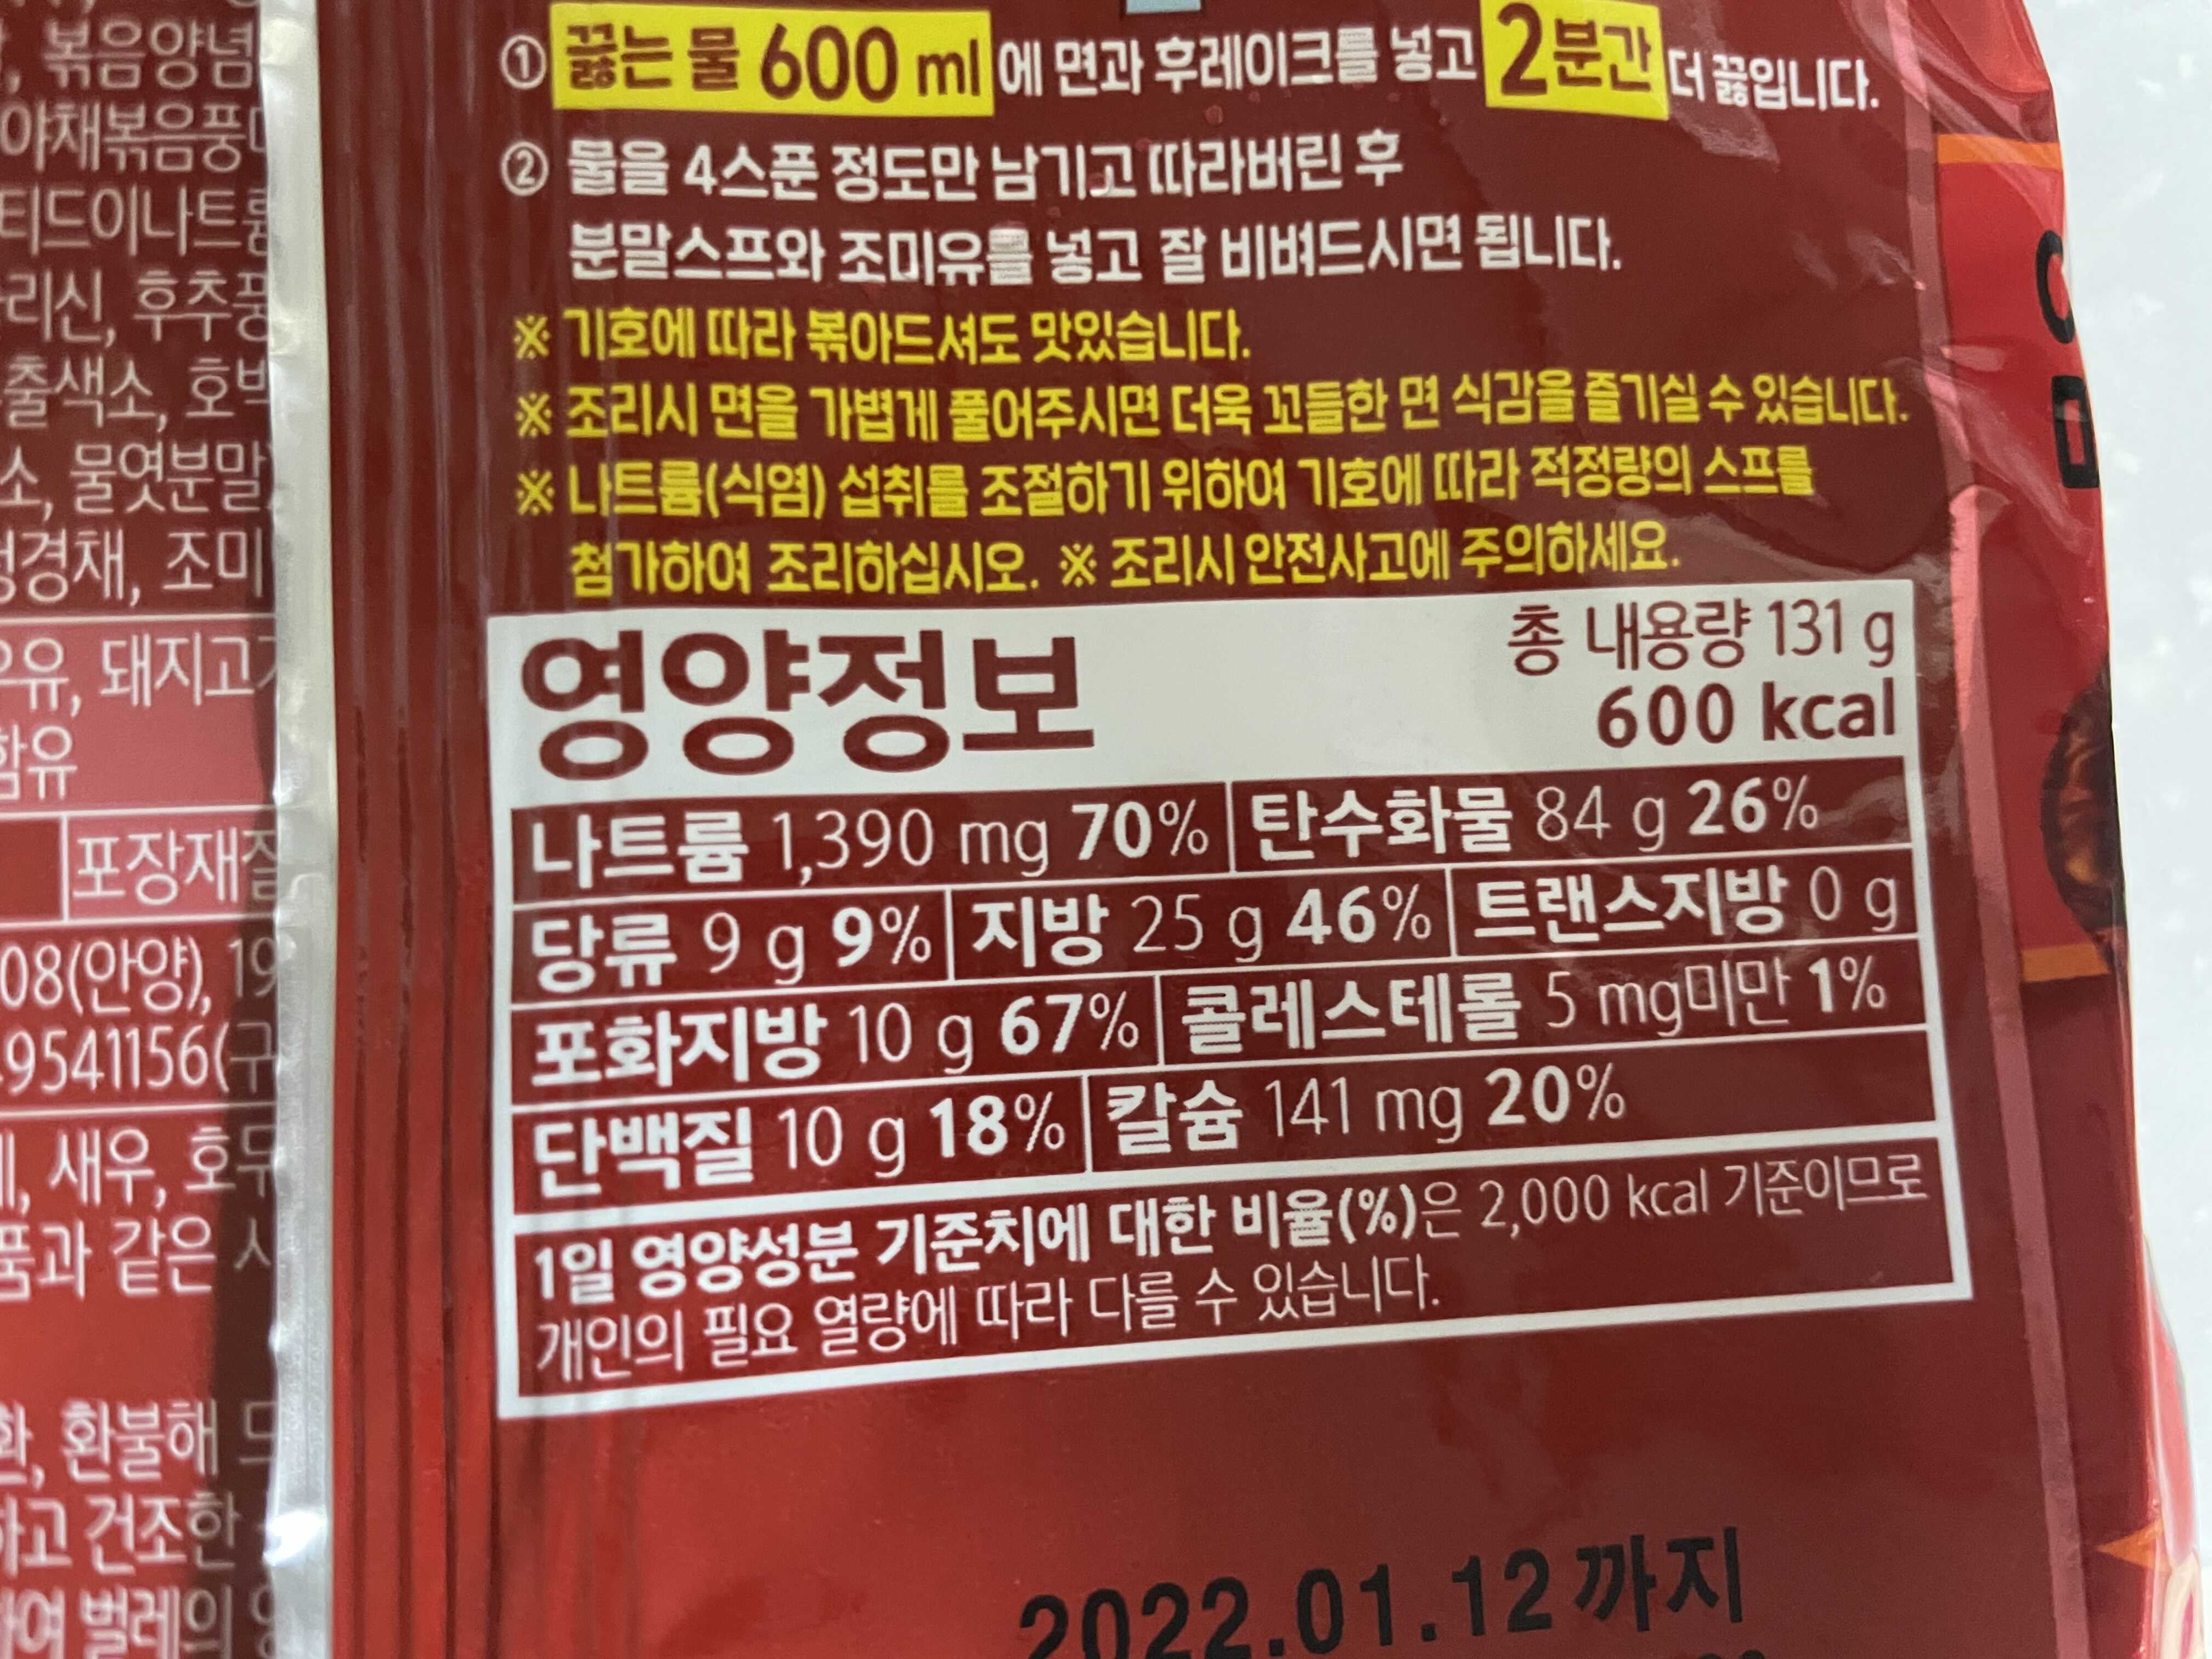 볶음양념
야채볶음풍
티드이나트륨
리신, 후추풍
출색소, 호박
소, 물엿분말
경채, 조미
유, 돼지고기
함유
포장재질
08(안양), 19
9541156(구
새우, 호두
품과 같은
환불해
하고 건조한
여 벌레의
① 끓는 물 600 ml에 면과 후레이크를 넣고 2분간 더 끓입니다.
② 물을 4스푼 정도만 남기고 따라버린 후
분말스프와 조미유를 넣고 잘 비벼드시면 됩니다.
※ 기호에 따라 볶아드셔도 맛있습니다.
※ 조리시 면을 가볍게 풀어주시면 더욱 꼬들한 면 식감을 즐기실 수 있습니다.
※ 나트륨(식염) 섭취를 조절하기 위하여 기호에 따라 적정량의 스프를
첨가하여 조리하십시오. ※ 조리시 안전사고에 주의하세요.
영양정보
총 내용량 131 g
600 kcal
나트륨 1,390 mg 70% 탄수화물 84 g 26%
당류 9 g 9% 지방 25 g 46% 트랜스지방 0 g
포화지방 10 g 67% 콜레스테롤 5 mg미만 1%
단백질 10 g 18% 칼슘 141 mg 20%
1일 영양성분 기준치에 대한 비율(%)은 2,000 kcal 기준이므로
개인의 필요 열량에 따라 다를 수 있습니다.
2022.01.12까지